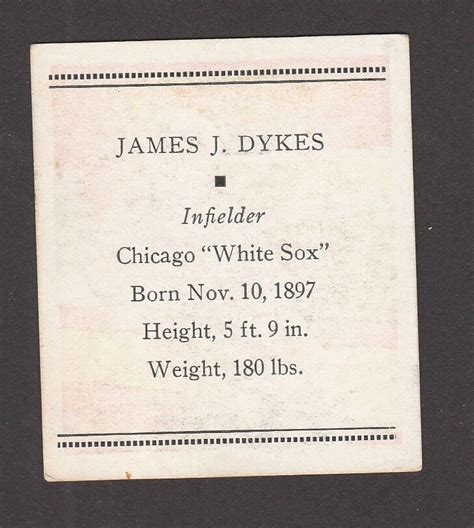 JAMES J. DYKES
Infielder
Chicago "White Sox"
Born Nov. 10, 1897
Height, 5 ft. 9 in.
Weight, 180 lbs.